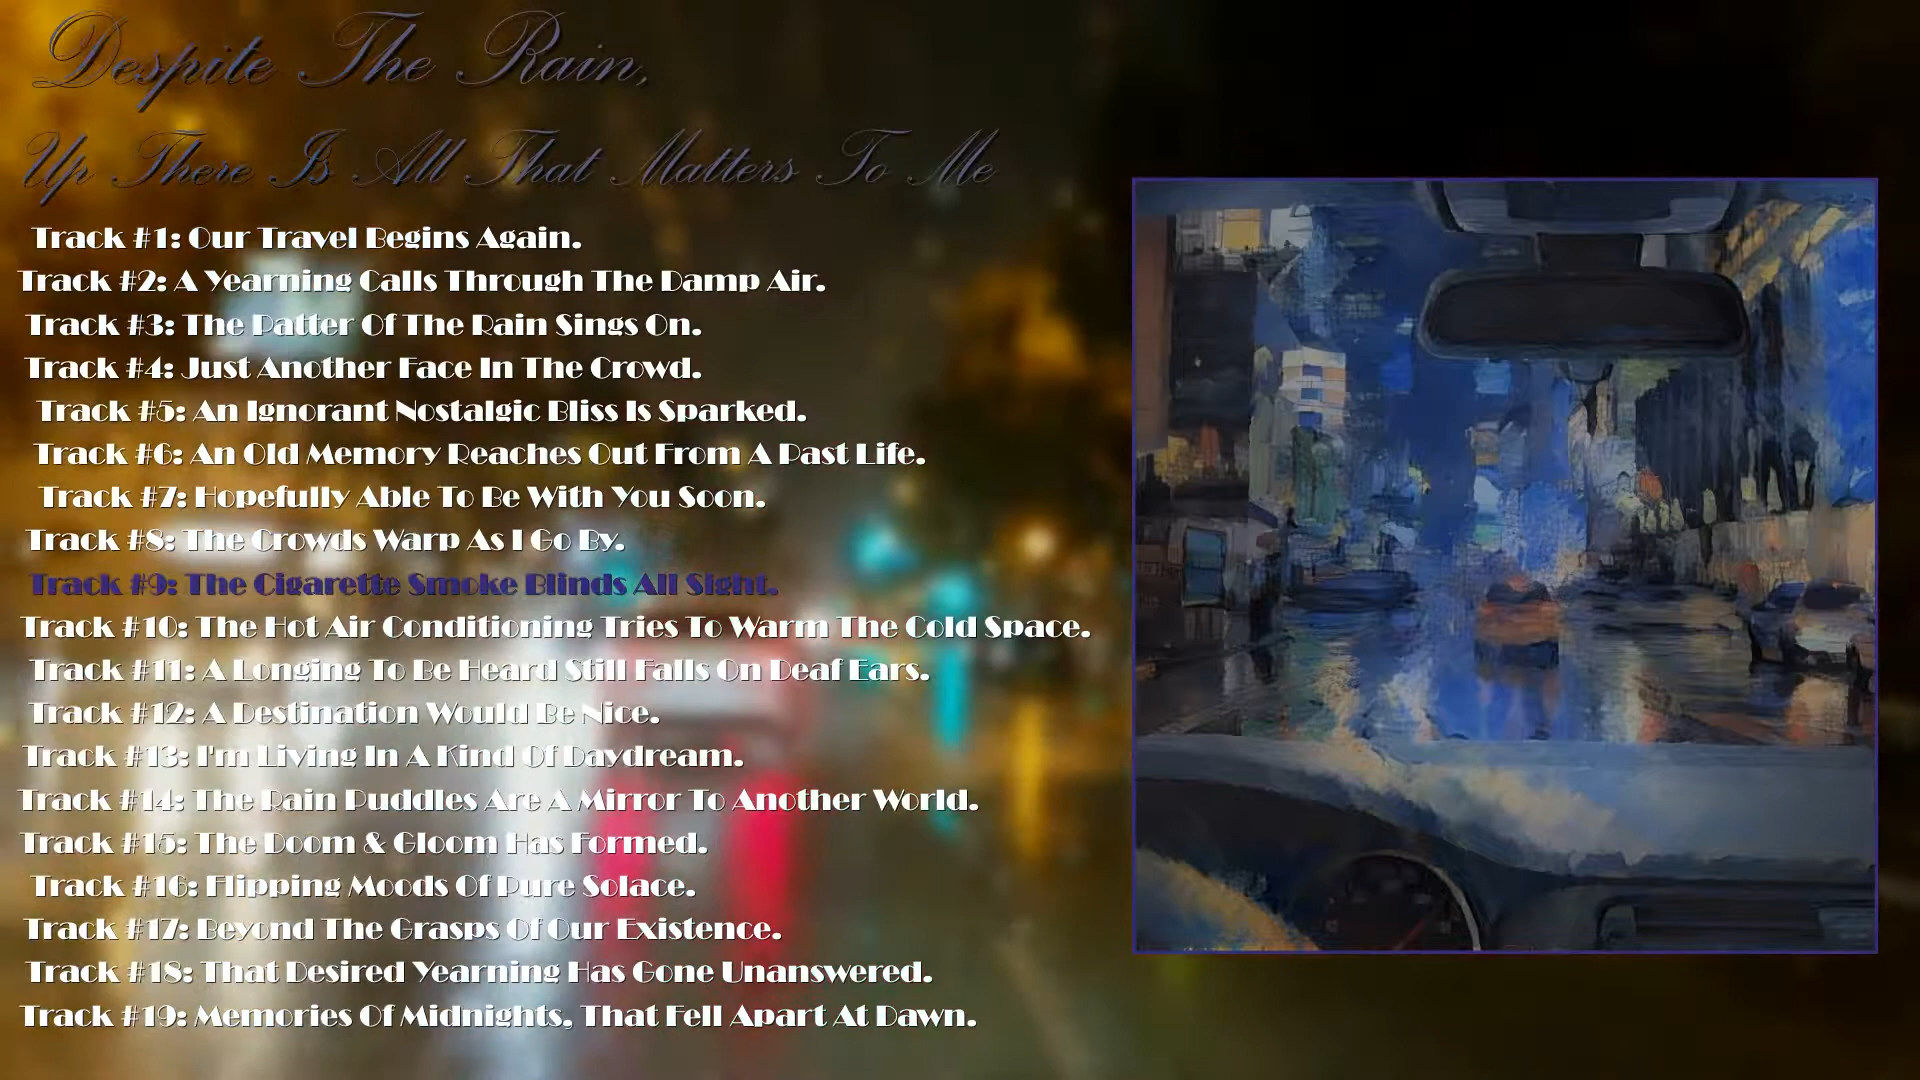 Despite The Rain,
Up There Is All That Matters To Me
Track #1: Our Travel Begins Again.
Track #2: A Yearning Calls Through The Damp Air.
Track #3: The Patter Of The Rain Sings On.
Track #4: Just Another Face In The Crowd.
Track #5: An Ignorant Nostalgic Bliss Is Sparked.
Track #6: An Old Memory Reaches Out From A Past Life.
Track #7: Hopefully Able To Be With You Soon.
Track #8: The Crowds Warp As I Go By.
Track #9: The Cigarette Smoke Blinds All Sight.
Track #10: The Hot Air Conditioning Tries To Warm The Cold Space.
Track #11: A Longing To Be Heard Still Falls On Deaf Ears.
Track #12: A Destination Would Be Nice.
Track #13: I'm Living In A Kind Of Daydream.
Track #14: The Rain Puddles Are A Mirror To Another World.
Track #15: The Doom & Gloom Has Formed.
Track #16: Flipping Moods Of Pure Solace.
Track #17: Beyond The Grasps Of Our Existence.
Track #18: That Desired Yearning Has Gone Unanswered.
Track #19: Memories Of Midnights, That Fell Apart At Dawn.